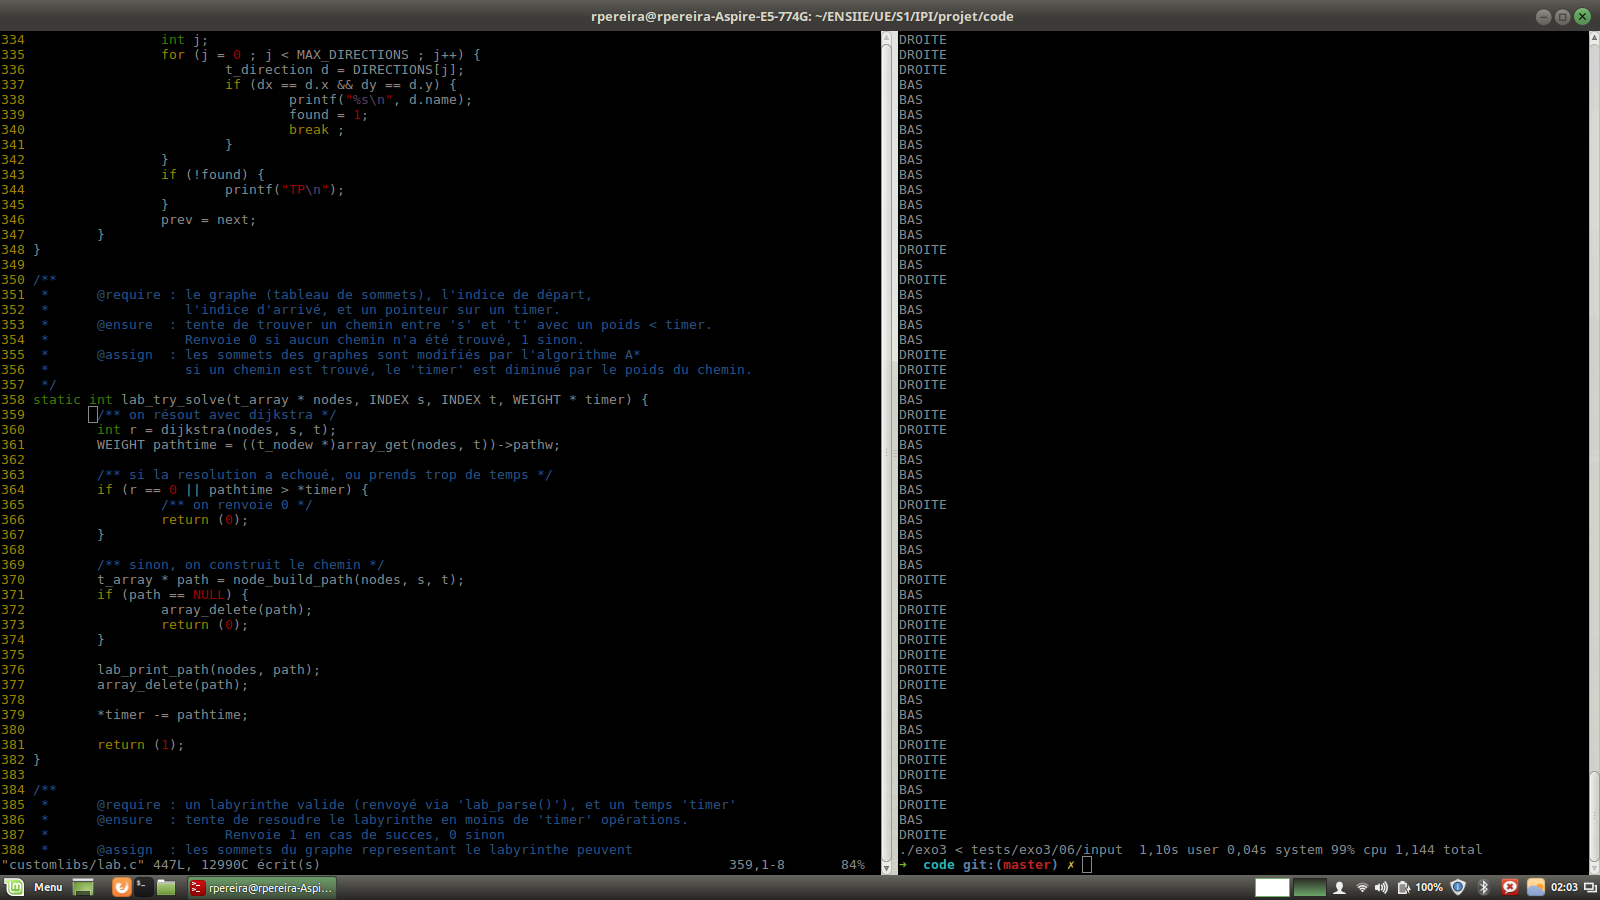 rpereira@rpereira-Aspire-E5-774G: ~/ENSIIE/UE/S1/IPI/projet/code
334 int j;
335 for (j = 0 ; j < MAX_DIRECTIONS ; j++) {
336 t_direction d = DIRECTIONS[j];
337 if (dx == d.x && dy == d.y) {
338 printf("%s\n", d.name);
339 found = 1;
340 break ;
341 }
342 }
343 if (!found) {
344 printf("TP\n");
345 }
346 prev = next;
347 }
348 }
349
350 /**
351 * @require : le graphe (tableau de sommets), l'indice de départ,
352 * l'indice d'arrivé, et un pointeur sur un timer.
353 * @ensure : tente de trouver un chemin entre 's' et 't' avec un poids < timer.
354 * Renvoie 0 si aucun chemin n'a été trouvé, 1 sinon.
355 * @assign : les sommets des graphes sont modifiés par l'algorithme A*
356 * si un chemin est trouvé, le 'timer' est diminué par le poids du chemin.
357 */
358 static int lab_try_solve(t_array * nodes, INDEX s, INDEX t, WEIGHT * timer) {
359 /** on résout avec dijkstra */
360 int r = dijkstra(nodes, s, t);
361 WEIGHT pathtime = ((t_nodew *)array_get(nodes, t))->pathw;
362
363 /** si la resolution a echoué, ou prends trop de temps */
364 if (r == 0 || pathtime > *timer) {
365 /** on renvoie 0 */
366 return (0);
367 }
368
369 /** sinon, on construit le chemin */
370 t_array * path = node_build_path(nodes, s, t);
371 if (path == NULL) {
372 array_delete(path);
373 return (0);
374 }
375
376 lab_print_path(nodes, path);
377 array_delete(path);
378
379 *timer -= pathtime;
380
381 return (1);
382 }
383
384 /**
385 * @require : un labyrinthe valide (renvoyé via 'lab_parse()'), et un temps 'timer'
386 * @ensure : tente de resoudre le labyrinthe en moins de 'timer' opérations.
387 * Renvoie 1 en cas de succes, 0 sinon
388 * @assign : les sommets du graphe representant le labyrinthe peuvent
"customlibs/lab.c" 447L, 12990C écrit(s) 359,1-8 84%
DROITE
DROITE
DROITE
BAS
BAS
BAS
BAS
BAS
BAS
BAS
BAS
BAS
BAS
BAS
DROITE
BAS
DROITE
BAS
BAS
BAS
BAS
DROITE
DROITE
DROITE
BAS
DROITE
DROITE
BAS
BAS
BAS
BAS
DROITE
BAS
BAS
BAS
BAS
DROITE
BAS
DROITE
DROITE
DROITE
DROITE
DROITE
DROITE
BAS
BAS
BAS
DROITE
DROITE
DROITE
BAS
DROITE
BAS
DROITE
./exo3 < tests/exo3/06/input 1,10s user 0,04s system 99% cpu 1,144 total
➜ code git:(master) ✗
Menu rpereira@rpereira-Aspi... 100% 02:03